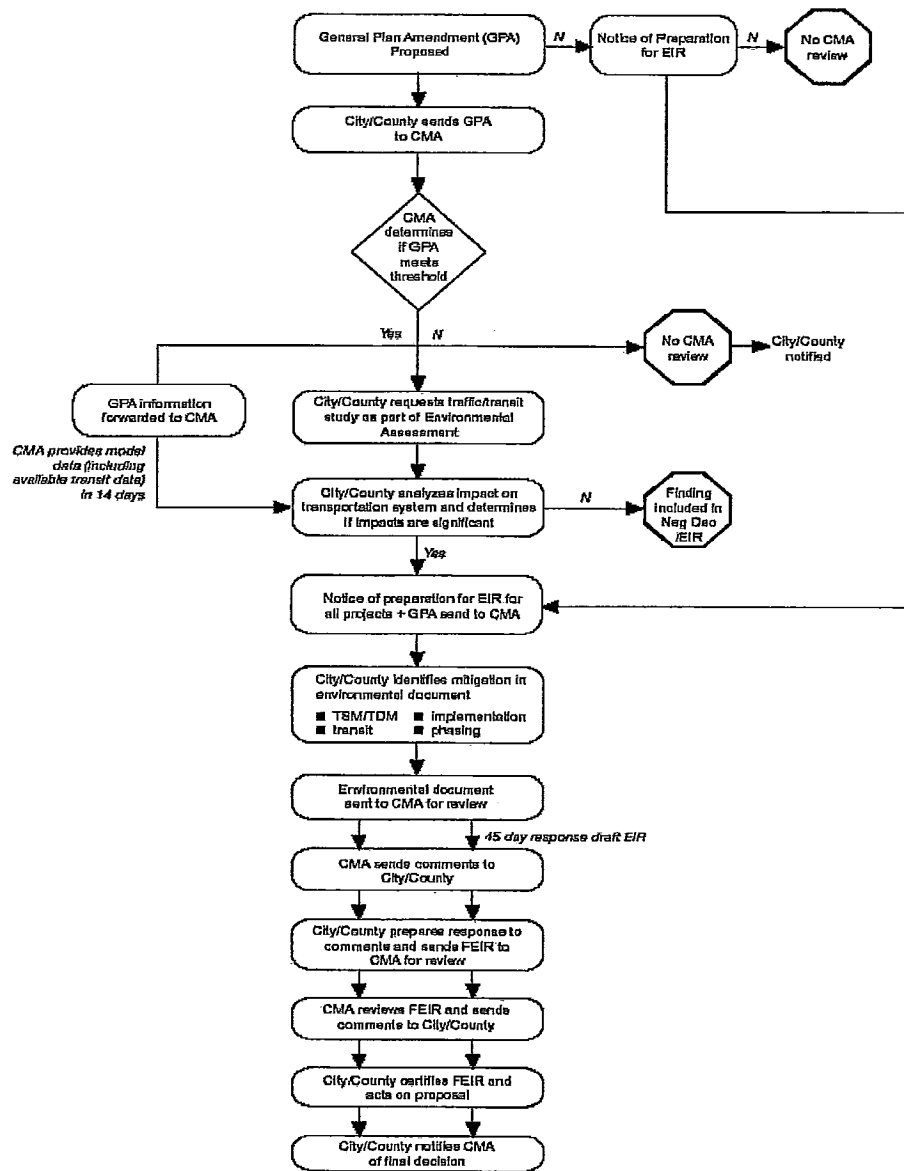 General Plan Amendment (GPA)
Proposed
N
Notice of Preparation
for EIR
N
No CMA
review
City/County sends GPA
to CMA
CMA
determines
if GPA
meets
threshold
Yes
N
No CMA
review
City/County
notified
GPA information
forwarded to CMA
City/County requests traffic/transit
study as part of Environmental
Assessment
CMA provides model
data (including
available transit data)
in 14 days
City/County analyzes impact on
transportation system and determines
if impacts are significant
N
Finding
included in
Neg Dec
/EIR
Yes
Notice of preparation for EIR for
all projects + GPA send to CMA
City/County identifies mitigation in
environmental document
■ TSM/TDM ■ implementation
■ transit ■ phasing
Environmental document
sent to CMA for review
45 day response draft EIR
CMA sends comments to
City/County
City/County prepares response to
comments and sends FEIR to
CMA for review
CMA reviews FEIR and sends
comments to City/County
City/County certifies FEIR and
acts on proposal
City/County notifies CMA
of final decision